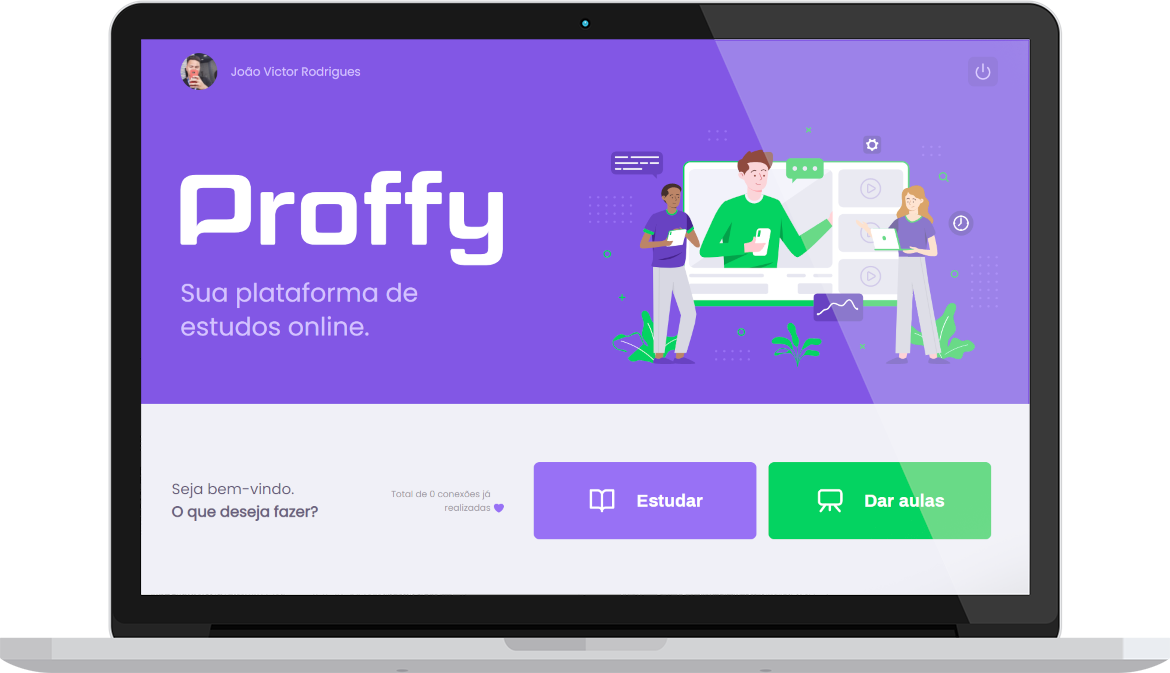 João Victor Rodrigues
Proffy
Sua plataforma de
estudos online.
Seja bem-vindo.
O que deseja fazer?
Total de 0 conexões já
realizadas
Estudar
Dar aulas